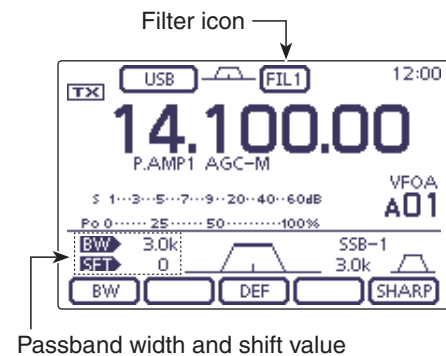 Filter icon
USB FIL1 12:00
TX
14.100.00
P.AMP1 AGC-M
VFOA
A01
S 1···3···5···7···9··20··40··60dB
Po 0······ 25······ 50·········100%
BW 3.0k SSB-1
SFT 0 3.0k
BW DEF SHARP
Passband width and shift value